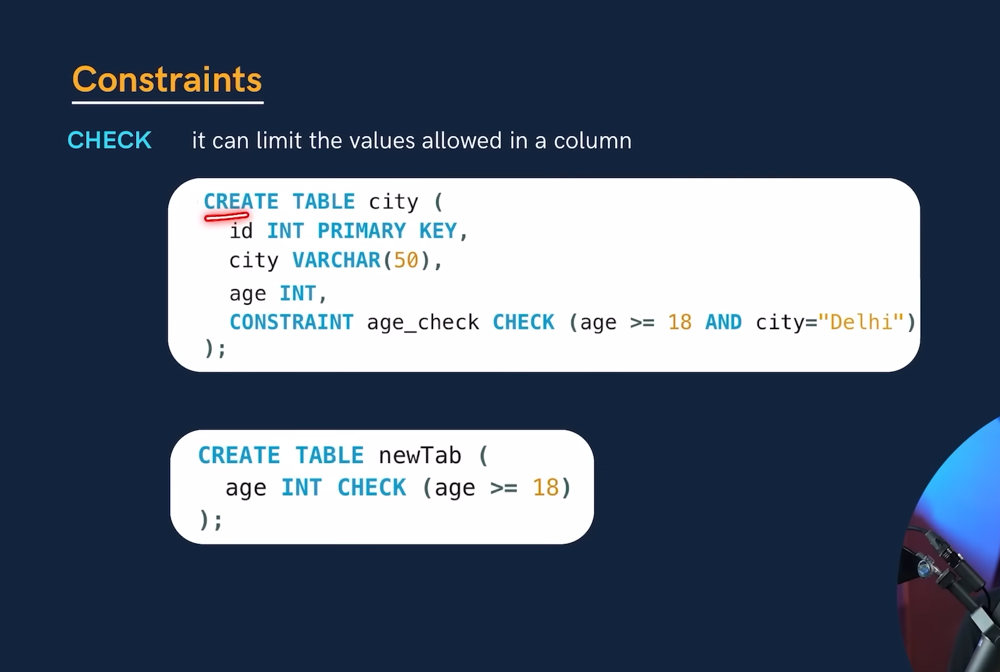 Constraints
CHECK it can limit the values allowed in a column
CREATE TABLE city (
id INT PRIMARY KEY,
city VARCHAR(50),
age INT,
CONSTRAINT age_check CHECK (age >= 18 AND city="Delhi")
);
CREATE TABLE newTab (
age INT CHECK (age >= 18)
);